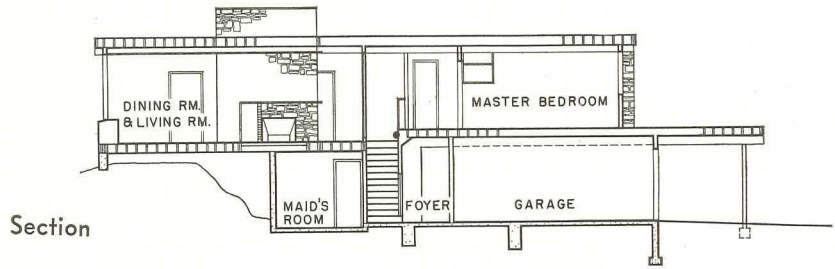 DINING RM.
& LIVING RM.
MASTER BEDROOM
MAID'S
ROOM
FOYER
GARAGE
Section